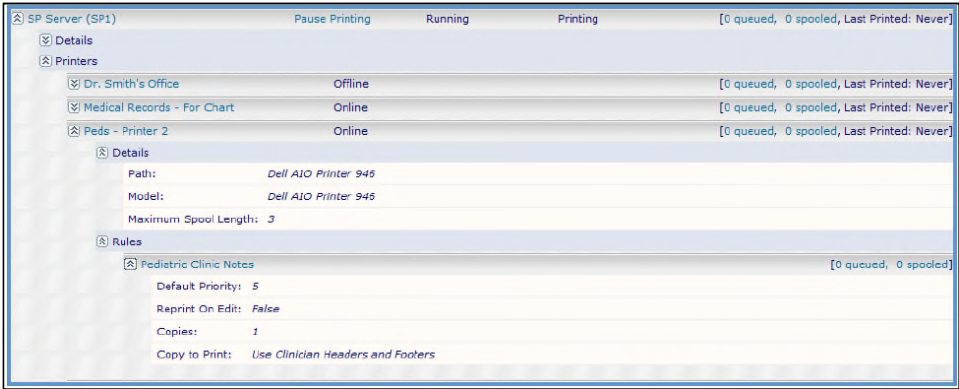 SP Server (SP1) Pause Printing Running Printing [0 queued, 0 spooled, Last Printed: Never]
Details
Printers
Dr. Smith's Office Offline [0 queued, 0 spooled, Last Printed: Never]
Medical Records - For Chart Online [0 queued, 0 spooled, Last Printed: Never]
Peds - Printer 2 Online [0 queued, 0 spooled, Last Printed: Never]
Details
Path: Dell AIO Printer 946
Model: Dell AIO Printer 946
Maximum Spool Length: 3
Rules
Pediatric Clinic Notes [0 queued, 0 spooled]
Default Priority: 5
Reprint On Edit: False
Copies: 1
Copy to Print: Use Clinician Headers and Footers